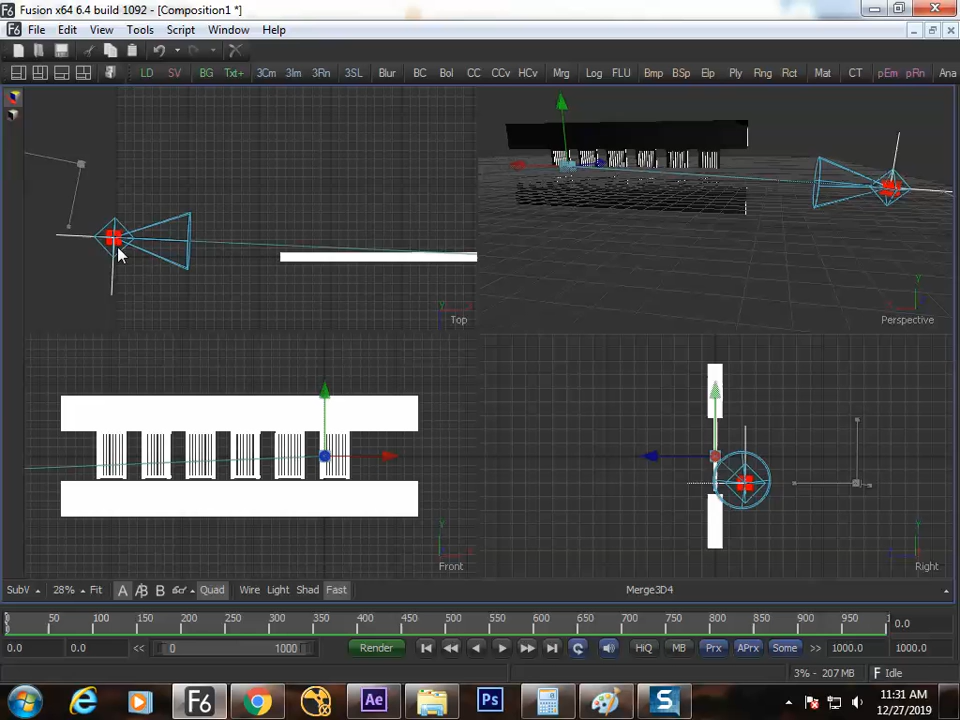 Fusion x64 6.4 build 1092 - [Composition1 *]
File Edit View Tools Script Window Help
LD SV BG Txt+ 3Cm 3Im 3Rn 3SL Blur BC Bol CC CCv HCv Mrg Log FLU Bmp BSp Elp Ply Rng Rct Mat CT pEm pRn Ana
Y
Top
Y
Perspective
Y
Front
Y
Right
SubV 28% Fit A A/B B Quad Wire Light Shad Fast Merge3D4
0 50 100 150 200 250 300 350 400 450 500 550 600 650 700 750 800 850 900 950 0.0
0.0 0.0 << 0 1000 Render HiQ MB Prx APrx Some >> 1000.0 1000.0
3% - 207 MB F Idle
F6 Ae Ps S
11:31 AM
12/27/2019